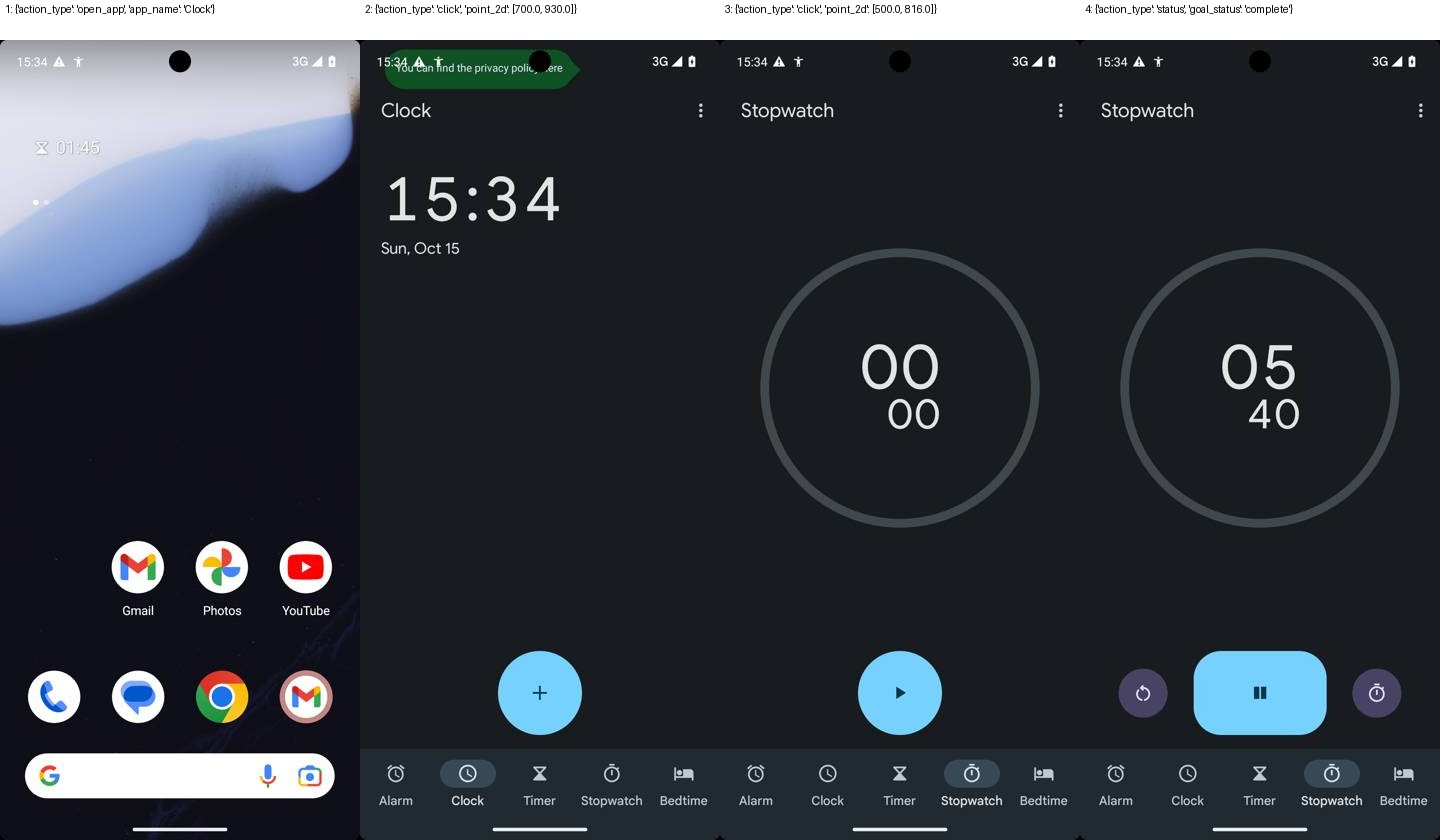 1: {'action_type': 'open_app', 'app_name': 'Clock'}
2: {'action_type': 'click', 'point_2d': [700.0, 930.0]}
3: {'action_type': 'click', 'point_2d': [500.0, 816.0]}
4: {'action_type': 'status', 'goal_status': 'complete'}
15:34
3G
01:45
Gmail
Photos
YouTube
15:34
3G
You can find the privacy policy here
Clock
15:34
Sun, Oct 15
Alarm
Clock
Timer
Stopwatch
Bedtime
15:34
3G
Stopwatch
00
00
Alarm
Clock
Timer
Stopwatch
Bedtime
15:34
3G
Stopwatch
05
40
Alarm
Clock
Timer
Stopwatch
Bedtime